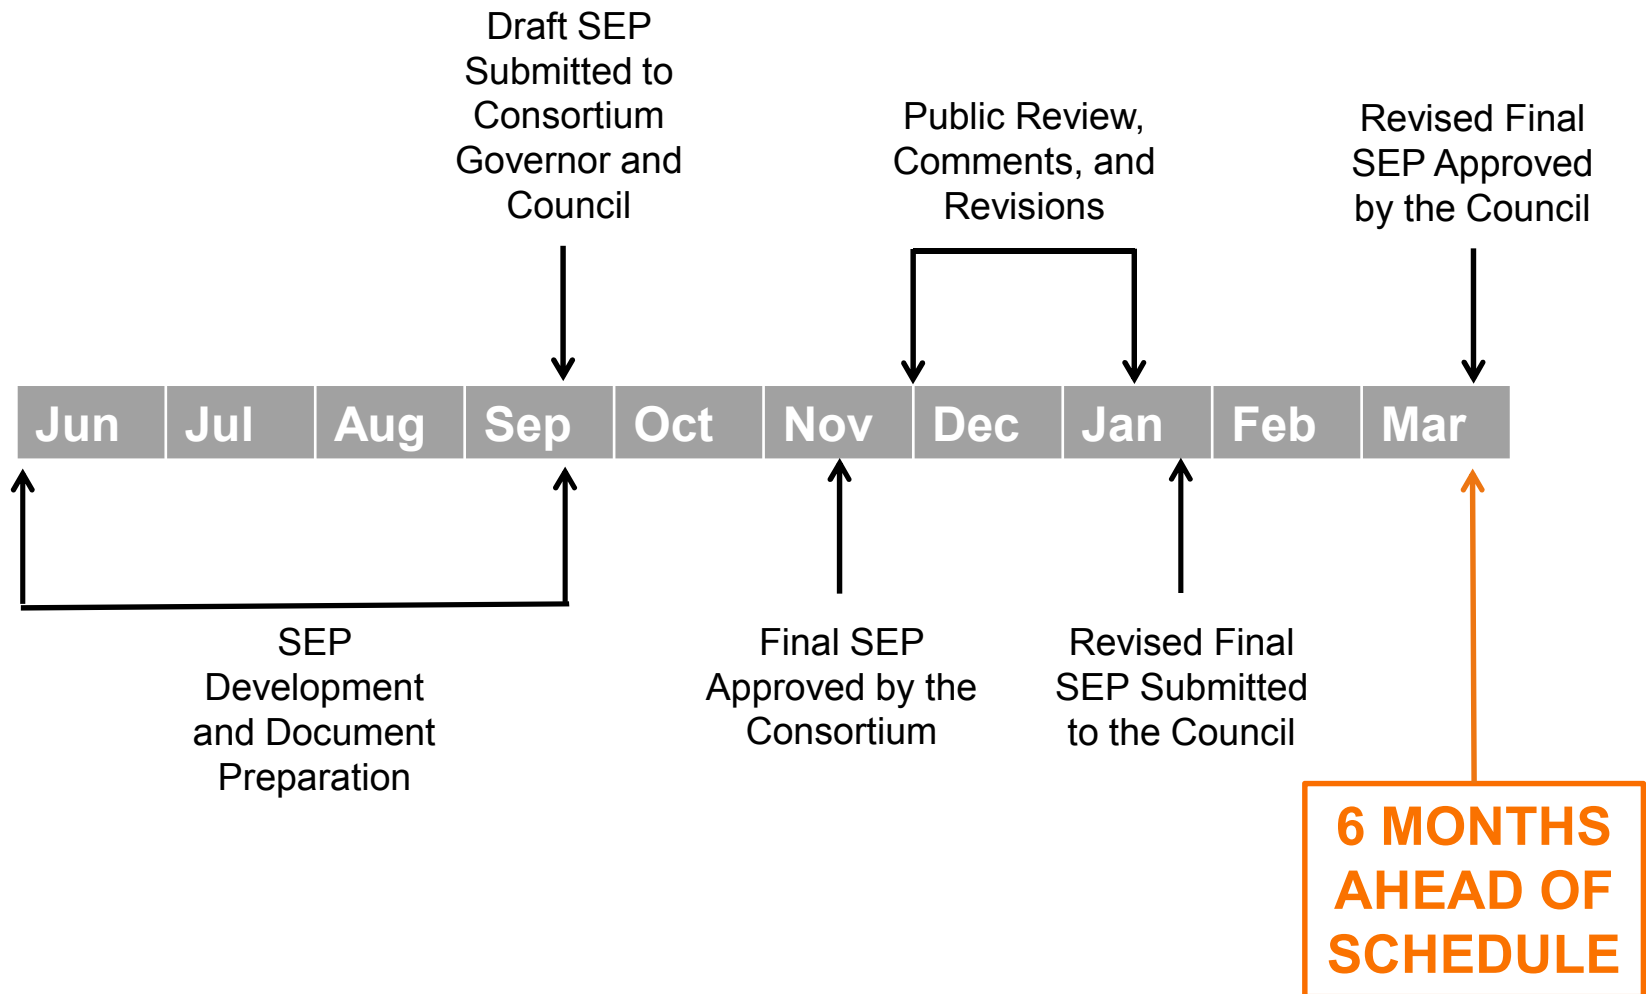 Draft SEP
Submitted to
Consortium
Governor and
Council
Public Review,
Comments, and
Revisions
Revised Final
SEP Approved
by the Council
Jun Jul Aug Sep Oct Nov Dec Jan Feb Mar
SEP
Development
and Document
Preparation
Final SEP
Approved by the
Consortium
Revised Final
SEP Submitted
to the Council
6 MONTHS
AHEAD OF
SCHEDULE